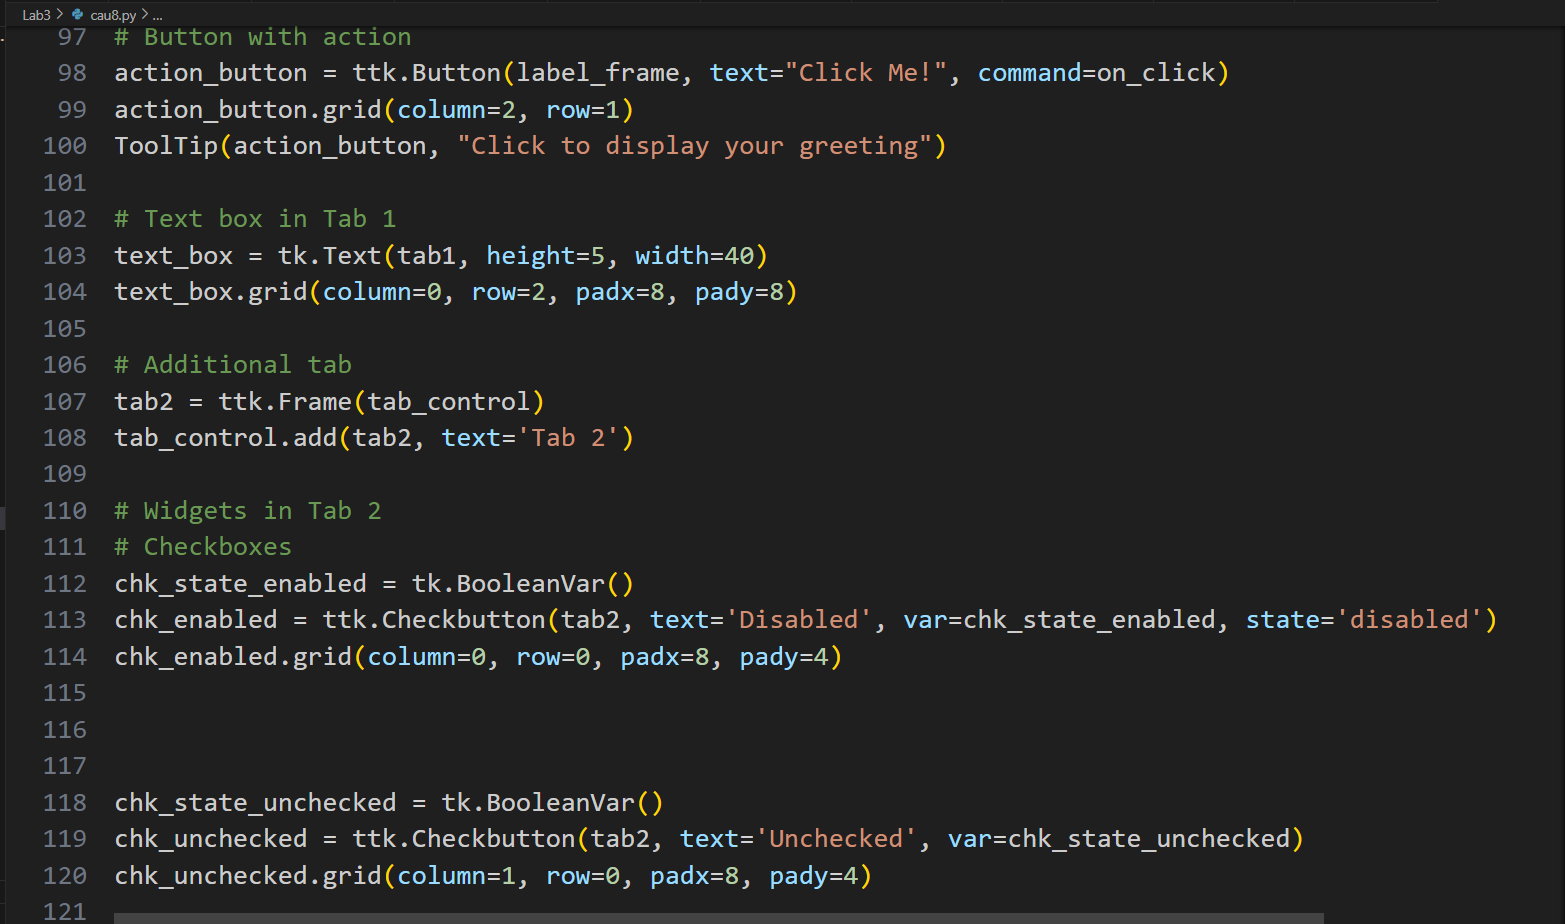 Lab3 > cau8.py > ...
97 # Button with action
98 action_button = ttk.Button(label_frame, text="Click Me!", command=on_click)
99 action_button.grid(column=2, row=1)
100 ToolTip(action_button, "Click to display your greeting")
101
102 # Text box in Tab 1
103 text_box = tk.Text(tab1, height=5, width=40)
104 text_box.grid(column=0, row=2, padx=8, pady=8)
105
106 # Additional tab
107 tab2 = ttk.Frame(tab_control)
108 tab_control.add(tab2, text='Tab 2')
109
110 # Widgets in Tab 2
111 # Checkboxes
112 chk_state_enabled = tk.BooleanVar()
113 chk_enabled = ttk.Checkbutton(tab2, text='Disabled', var=chk_state_enabled, state='disabled')
114 chk_enabled.grid(column=0, row=0, padx=8, pady=4)
115
116
117
118 chk_state_unchecked = tk.BooleanVar()
119 chk_unchecked = ttk.Checkbutton(tab2, text='Unchecked', var=chk_state_unchecked)
120 chk_unchecked.grid(column=1, row=0, padx=8, pady=4)
121